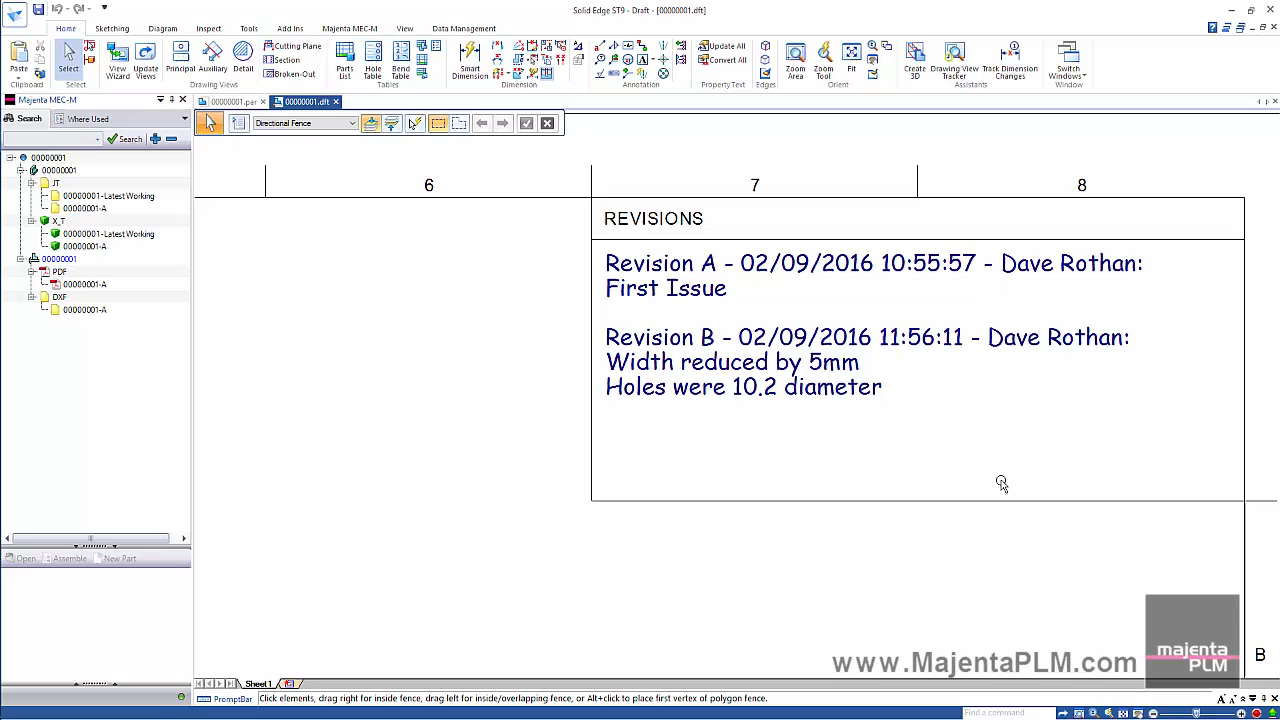 Solid Edge ST9 - Draft - [00000001.dft]
Home
Sketching
Diagram
Inspect
Tools
Add Ins
Majenta MEC-M
View
Data Management
Paste
Select
View Wizard
Update Views
Principal
Auxiliary
Detail
Cutting Plane
Section
Broken-Out
Parts List
Hole Table
Bend Table
Smart Dimension
Update All
Convert All
Zoom Area
Zoom Tool
Fit
Create 3D
Drawing View Tracker
Track Dimension Changes
Switch Windows
Clipboard
Select
Drawing Views
Tables
Dimension
Annotation
Property Text
Edges
Orient
Assistants
Window
Majenta MEC-M
00000001.par
00000001.dft
Search
Where Used
Directional Fence
Search
00000001
00000001
JT
00000001-Latest Working
00000001-A
X_T
00000001-Latest Working
00000001-A
00000001
PDF
00000001-A
DXF
00000001-A
Open
Assemble
New Part
6
7
8
REVISIONS
Revision A - 02/09/2016 10:55:57 - Dave Rothan:
First Issue
Revision B - 02/09/2016 11:56:11 - Dave Rothan:
Width reduced by 5mm
Holes were 10.2 diameter
B
majenta
PLM
www.MajentaPLM.com
Sheet1
PromptBar
Click elements, drag right for inside fence, drag left for inside/overlapping fence, or Alt+click to place first vertex of polygon fence.
Find a command